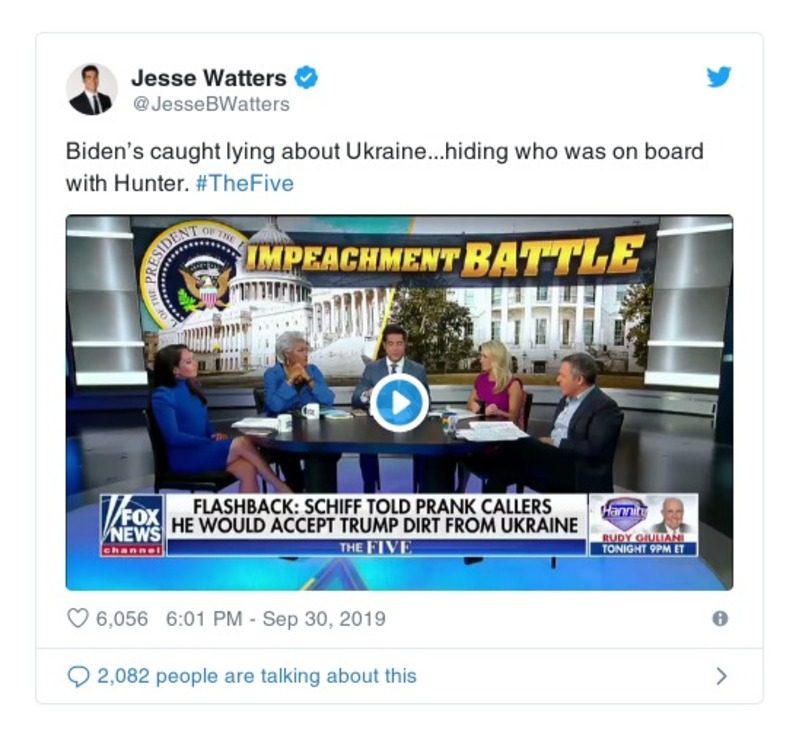 Jesse Watters
@JesseBWatters
Biden's caught lying about Ukraine...hiding who was on board
with Hunter. #TheFive
PRESIDENT OF THE
OF THE
IMPEACHMENT BATTLE
FLASHBACK: SCHIFF TOLD PRANK CALLERS
HE WOULD ACCEPT TRUMP DIRT FROM UKRAINE
THE FIVE
FOX
NEWS
channel
Hannity
RUDY GIULIANI
TONIGHT 9PM ET
6,056 6:01 PM - Sep 30, 2019
2,082 people are talking about this